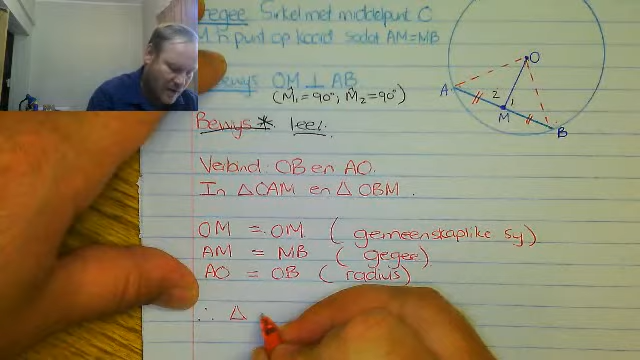 Gegee: Sirkel met middelpunt O
M 'n punt op koord sodat AM=MB
Bewys OM ⊥ AB
(M̂₁=90°; M̂₂=90°)
Bewys * leer:
Verbind OB en AO.
In △OAM en △OBM.
OM = OM (gemeenskaplike sy)
AM = MB (gegee)
AO = OB (radius)
∴ △
O
A
2
1
M
B